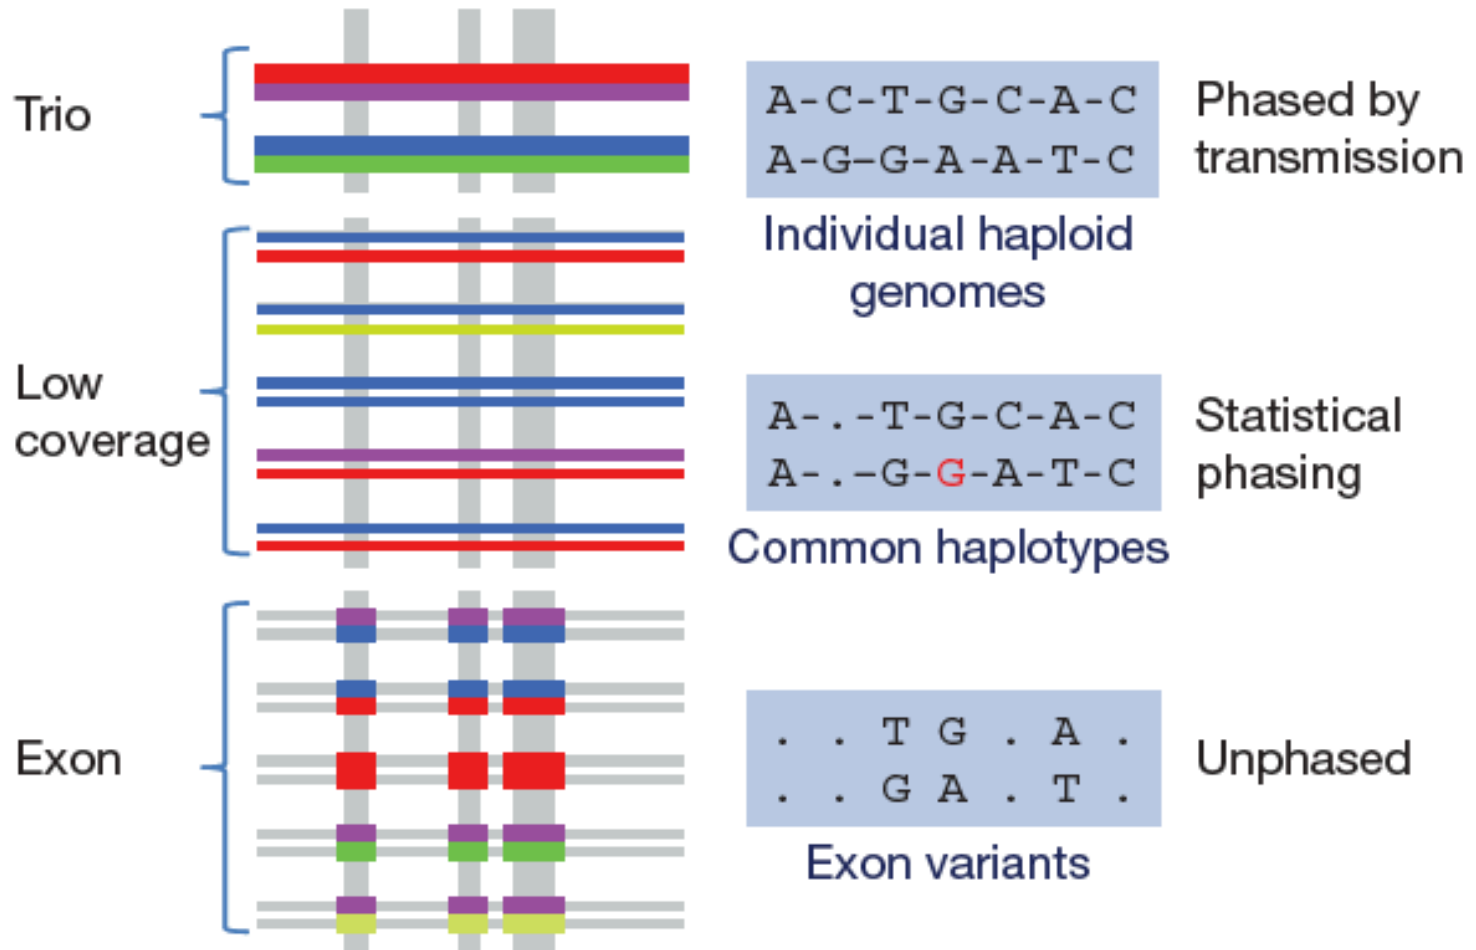 Trio
A-C-T-G-C-A-C
A-G-G-A-A-T-C
Phased by
transmission
Individual haploid
genomes
Low
coverage
A-.-T-G-C-A-C
A-.-G-G-A-T-C
Statistical
phasing
Common haplotypes
Exon
. . T G . A .
. . G A . T .
Unphased
Exon variants